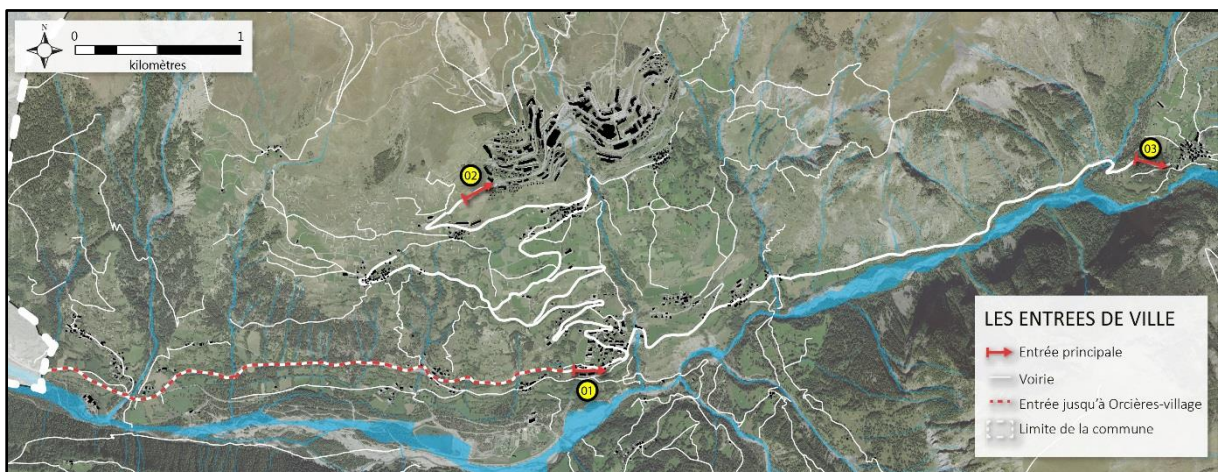 N
0
1
kilomètres
02
03
01
LES ENTREES DE VILLE
Entrée principale
Voirie
Entrée jusqu'à Orcières-village
Limite de la commune